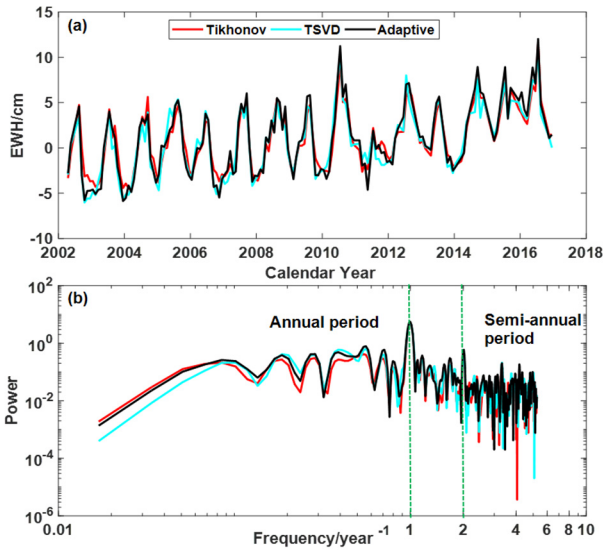 (a)
Tikhonov TSVD Adaptive
EWH/cm
15
10
5
0
-5
-10
2002 2004 2006 2008 2010 2012 2014 2016 2018
Calendar Year
(b)
Annual period
Semi-annual
period
Power
10^2
10^0
10^-2
10^-4
10^-6
0.01 -1 1 2 4 6 8 10
Frequency/year